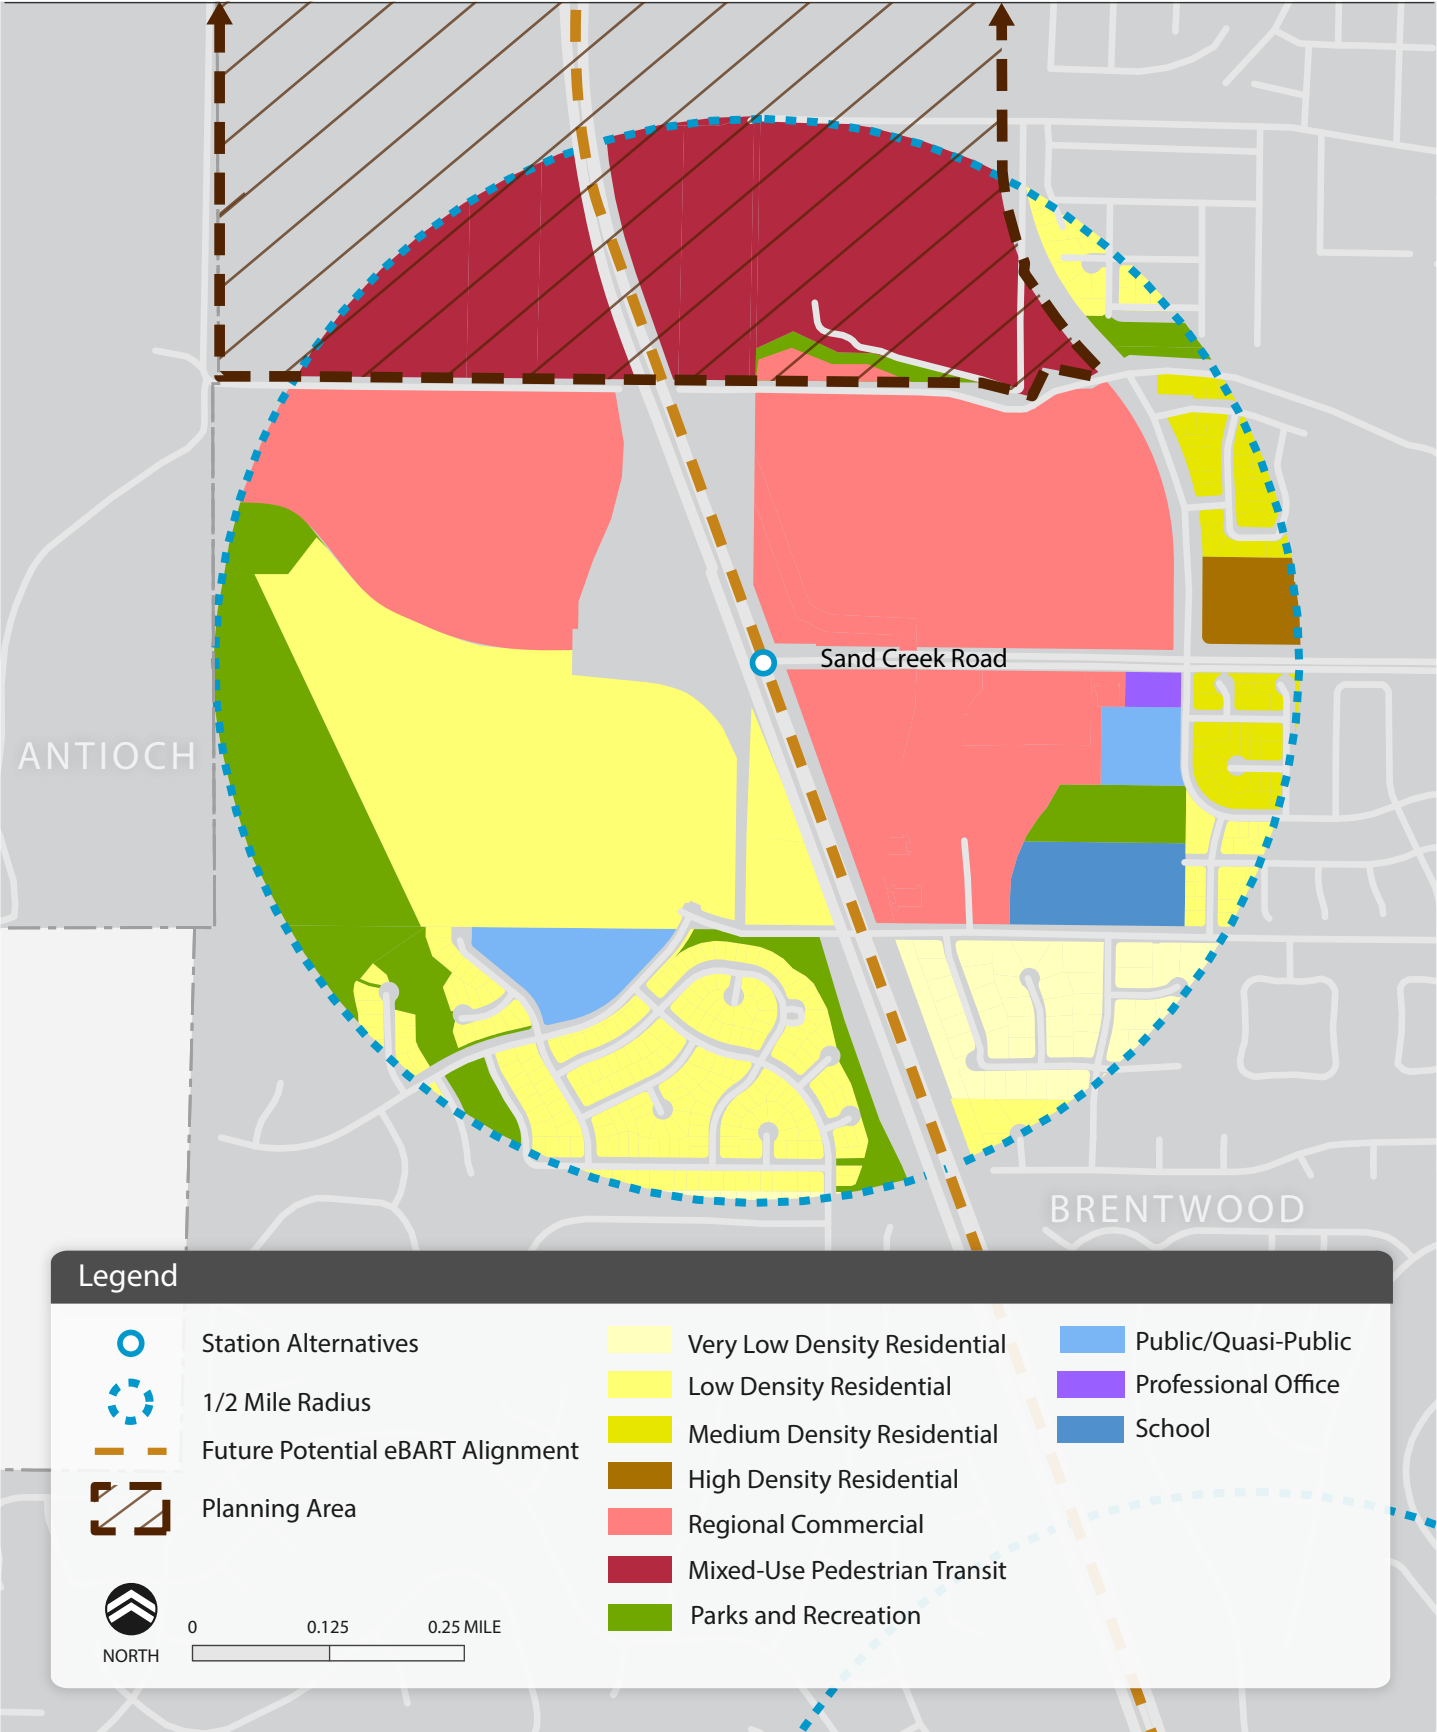 Sand Creek Road
ANTIOCH
BRENTWOOD
Legend
Station Alternatives
1/2 Mile Radius
Future Potential eBART Alignment
Planning Area
NORTH
0 0.125 0.25 MILE
Very Low Density Residential
Low Density Residential
Medium Density Residential
High Density Residential
Regional Commercial
Mixed-Use Pedestrian Transit
Parks and Recreation
Public/Quasi-Public
Professional Office
School